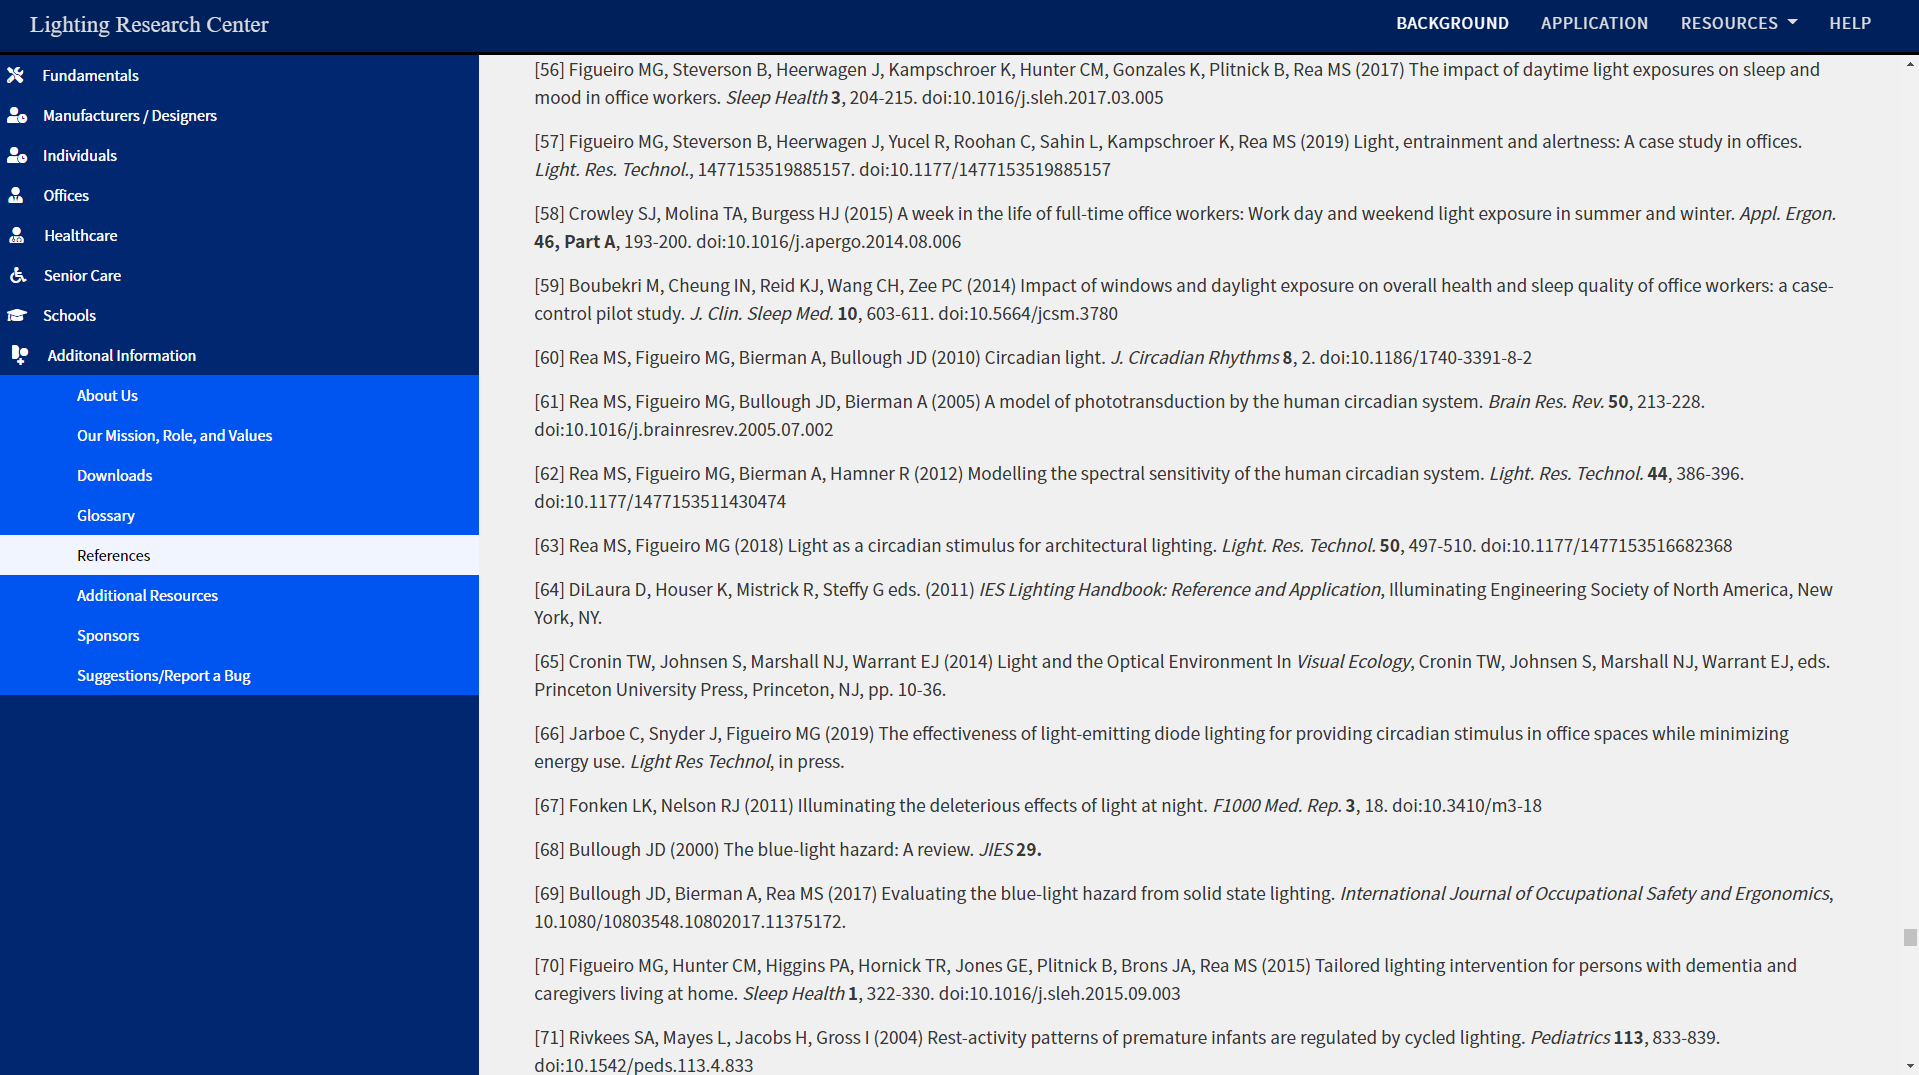 Lighting Research Center
BACKGROUND
APPLICATION
RESOURCES
HELP
Fundamentals
Manufacturers / Designers
Individuals
Offices
Healthcare
Senior Care
Schools
Additonal Information
About Us
Our Mission, Role, and Values
Downloads
Glossary
References
Additional Resources
Sponsors
Suggestions/Report a Bug
[56] Figueiro MG, Steverson B, Heerwagen J, Kampschroer K, Hunter CM, Gonzales K, Plitnick B, Rea MS (2017) The impact of daytime light exposures on sleep and
mood in office workers. Sleep Health 3, 204-215. doi:10.1016/j.sleh.2017.03.005
[57] Figueiro MG, Steverson B, Heerwagen J, Yucel R, Roohan C, Sahin L, Kampschroer K, Rea MS (2019) Light, entrainment and alertness: A case study in offices.
Light. Res. Technol., 1477153519885157. doi:10.1177/1477153519885157
[58] Crowley SJ, Molina TA, Burgess HJ (2015) A week in the life of full-time office workers: Work day and weekend light exposure in summer and winter. Appl. Ergon.
46, Part A, 193-200. doi:10.1016/j.apergo.2014.08.006
[59] Boubekri M, Cheung IN, Reid KJ, Wang CH, Zee PC (2014) Impact of windows and daylight exposure on overall health and sleep quality of office workers: a case-
control pilot study. J. Clin. Sleep Med. 10, 603-611. doi:10.5664/jcsm.3780
[60] Rea MS, Figueiro MG, Bierman A, Bullough JD (2010) Circadian light. J. Circadian Rhythms 8, 2. doi:10.1186/1740-3391-8-2
[61] Rea MS, Figueiro MG, Bullough JD, Bierman A (2005) A model of phototransduction by the human circadian system. Brain Res. Rev. 50, 213-228.
doi:10.1016/j.brainresrev.2005.07.002
[62] Rea MS, Figueiro MG, Bierman A, Hamner R (2012) Modelling the spectral sensitivity of the human circadian system. Light. Res. Technol. 44, 386-396.
doi:10.1177/1477153511430474
[63] Rea MS, Figueiro MG (2018) Light as a circadian stimulus for architectural lighting. Light. Res. Technol. 50, 497-510. doi:10.1177/1477153516682368
[64] DiLaura D, Houser K, Mistrick R, Steffy G eds. (2011) IES Lighting Handbook: Reference and Application, Illuminating Engineering Society of North America, New
York, NY.
[65] Cronin TW, Johnsen S, Marshall NJ, Warrant EJ (2014) Light and the Optical Environment In Visual Ecology, Cronin TW, Johnsen S, Marshall NJ, Warrant EJ, eds.
Princeton University Press, Princeton, NJ, pp. 10-36.
[66] Jarboe C, Snyder J, Figueiro MG (2019) The effectiveness of light-emitting diode lighting for providing circadian stimulus in office spaces while minimizing
energy use. Light Res Technol, in press.
[67] Fonken LK, Nelson RJ (2011) Illuminating the deleterious effects of light at night. F1000 Med. Rep. 3, 18. doi:10.3410/m3-18
[68] Bullough JD (2000) The blue-light hazard: A review. JIES 29.
[69] Bullough JD, Bierman A, Rea MS (2017) Evaluating the blue-light hazard from solid state lighting. International Journal of Occupational Safety and Ergonomics,
10.1080/10803548.10802017.11375172.
[70] Figueiro MG, Hunter CM, Higgins PA, Hornick TR, Jones GE, Plitnick B, Brons JA, Rea MS (2015) Tailored lighting intervention for persons with dementia and
caregivers living at home. Sleep Health 1, 322-330. doi:10.1016/j.sleh.2015.09.003
[71] Rivkees SA, Mayes L, Jacobs H, Gross I (2004) Rest-activity patterns of premature infants are regulated by cycled lighting. Pediatrics 113, 833-839.
doi:10.1542/peds.113.4.833